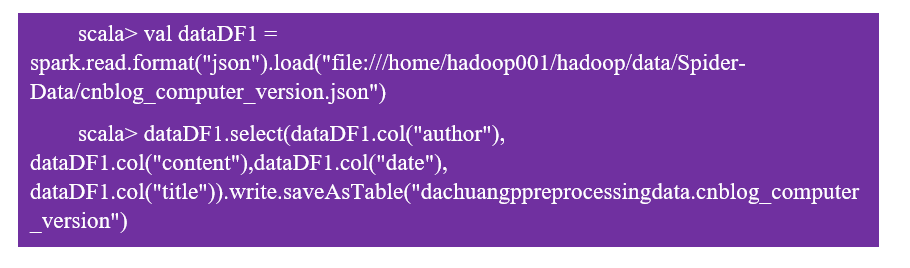 scala> val dataDF1 =
spark.read.format("json").load("file:///home/hadoop001/hadoop/data/Spider-
Data/cnblog_computer_version.json")
scala> dataDF1.select(dataDF1.col("author"),
dataDF1.col("content"),dataDF1.col("date"),
dataDF1.col("title")).write.saveAsTable("dachuangppreprocessingdata.cnblog_computer
_version")